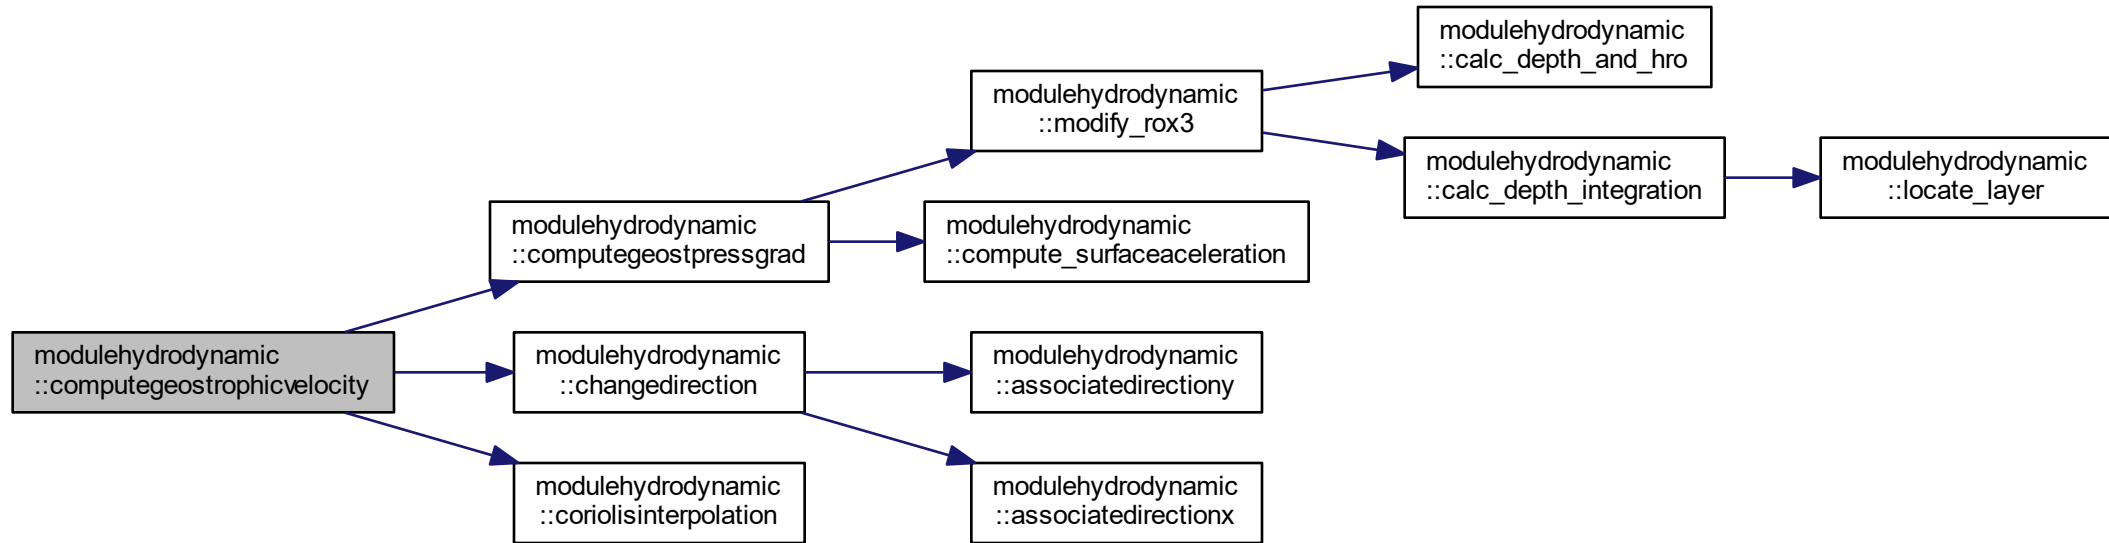 modulehydrodynamic
::computegeostrophicvelocity
modulehydrodynamic
::computegeostpressgrad
modulehydrodynamic
::modify_rox3
modulehydrodynamic
::calc_depth_and_hro
modulehydrodynamic
::calc_depth_integration
modulehydrodynamic
::locate_layer
modulehydrodynamic
::compute_surfaceaceleration
modulehydrodynamic
::changedirection
modulehydrodynamic
::associatedirectiony
modulehydrodynamic
::associatedirectionx
modulehydrodynamic
::coriolisinterpolation